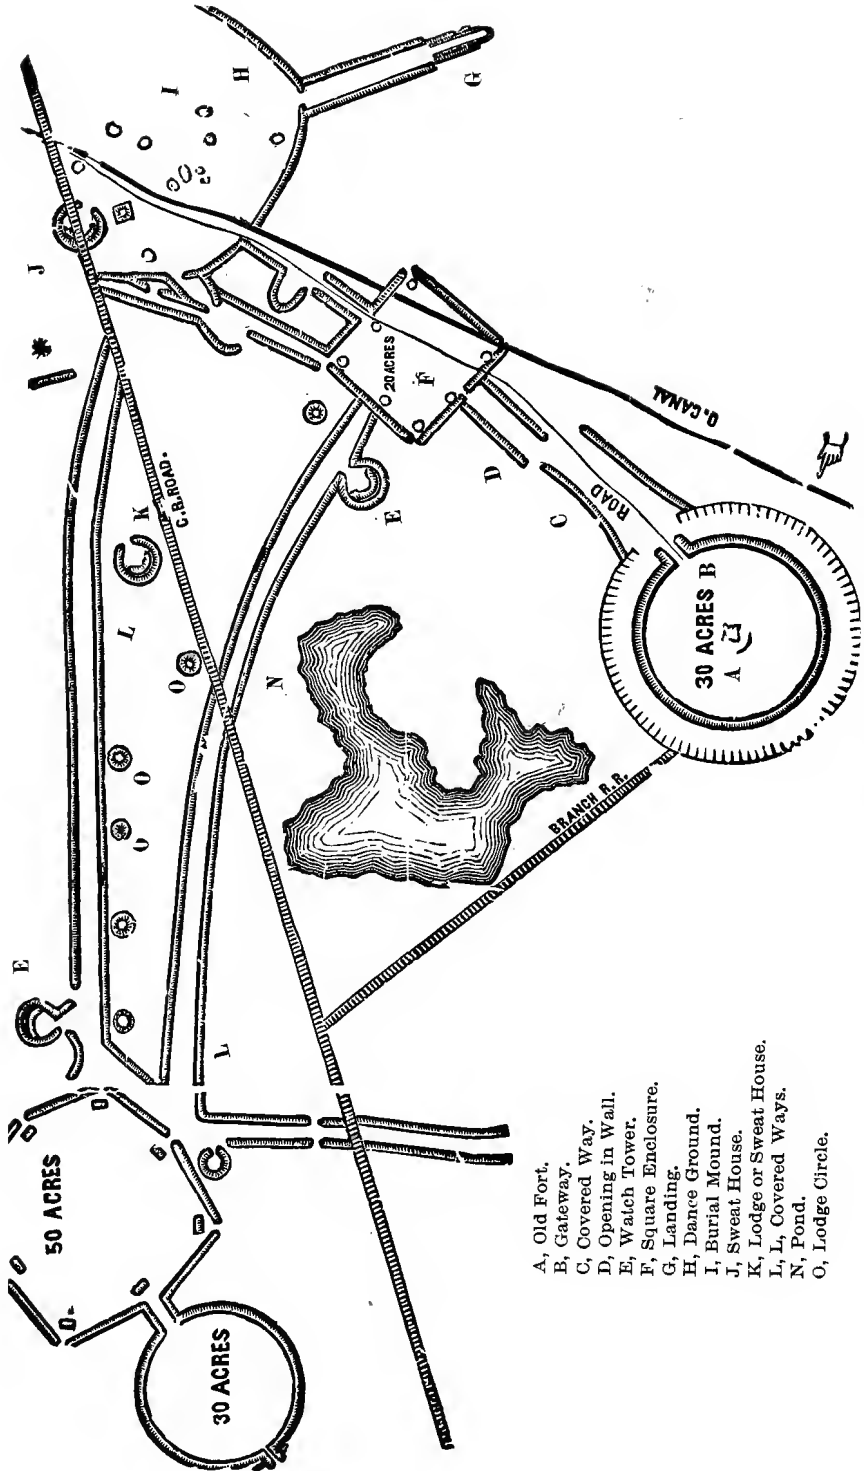 I
H
G
J
C.B.ROAD.
K
L
20 ACRES
F
E
D
C
ROAD
O.CANAL
30 ACRES B
A
N
O
O
O
E
BRANCH R.R.
L
50 ACRES
D
30 ACRES
A, Old Fort.
B, Gateway.
C, Covered Way.
D, Opening in Wall.
E, Watch Tower.
F, Square Enclosure.
G, Landing.
H, Dance Ground.
I, Burial Mound.
J, Sweat House.
K, Lodge or Sweat House.
L, L, Covered Ways.
N, Pond.
O, Lodge Circle.